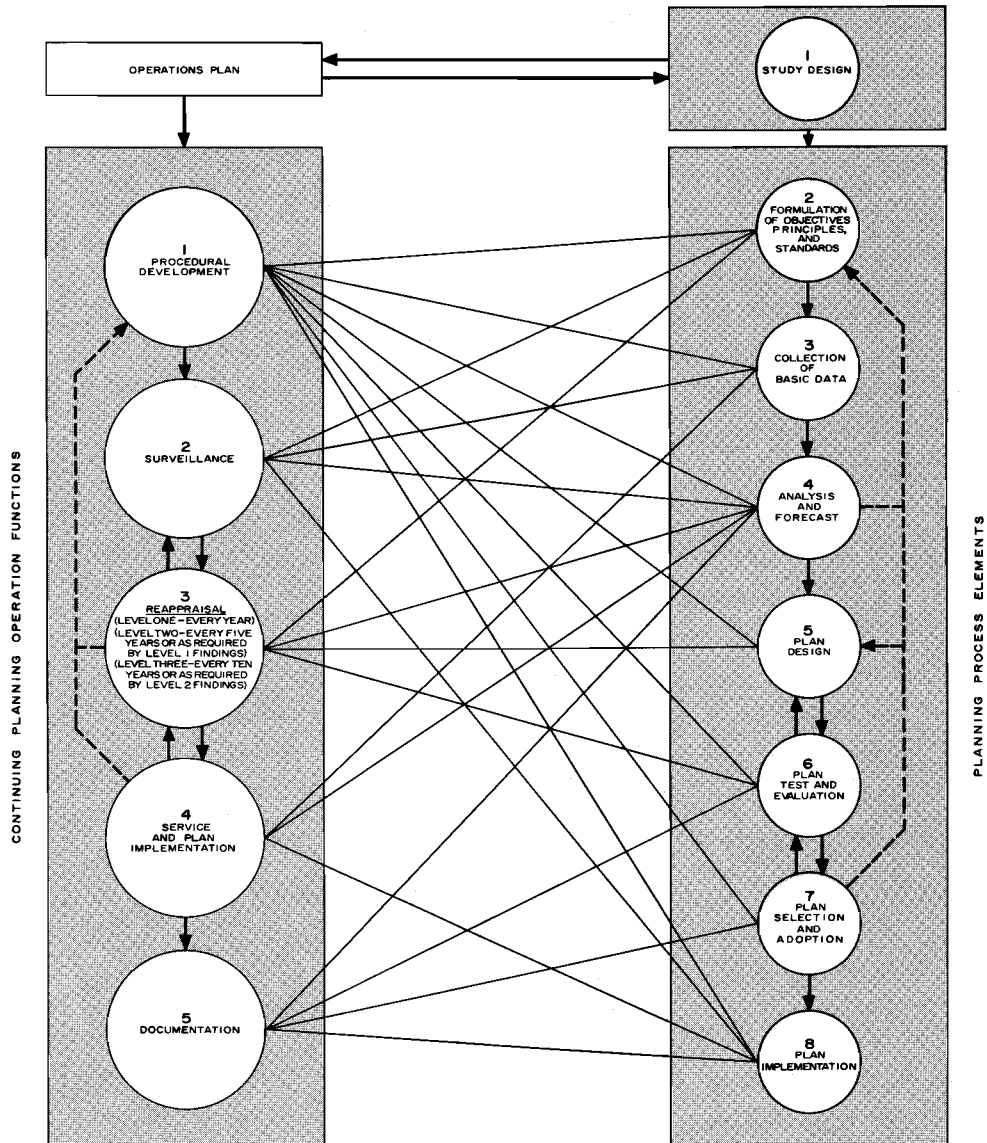 OPERATIONS PLAN
1
STUDY DESIGN
CONTINUING PLANNING OPERATION FUNCTIONS
1
PROCEDURAL
DEVELOPMENT
2
SURVEILLANCE
3
REAPPRAISAL
(LEVEL ONE-EVERY YEAR)
(LEVEL TWO-EVERY FIVE
YEARS OR AS REQUIRED
BY LEVEL 1 FINDINGS)
(LEVEL THREE-EVERY TEN
YEARS OR AS REQUIRED
BY LEVEL 2 FINDINGS)
4
SERVICE
AND PLAN
IMPLEMENTATION
5
DOCUMENTATION
2
FORMULATION
OF OBJECTIVES
PRINCIPLES,
AND
STANDARDS
3
COLLECTION
OF
BASIC DATA
4
ANALYSIS
AND
FORECAST
5
PLAN
DESIGN
6
PLAN
TEST AND
EVALUATION
7
PLAN
SELECTION
AND
ADOPTION
8
PLAN
IMPLEMENTATION
PLANNING PROCESS ELEMENTS